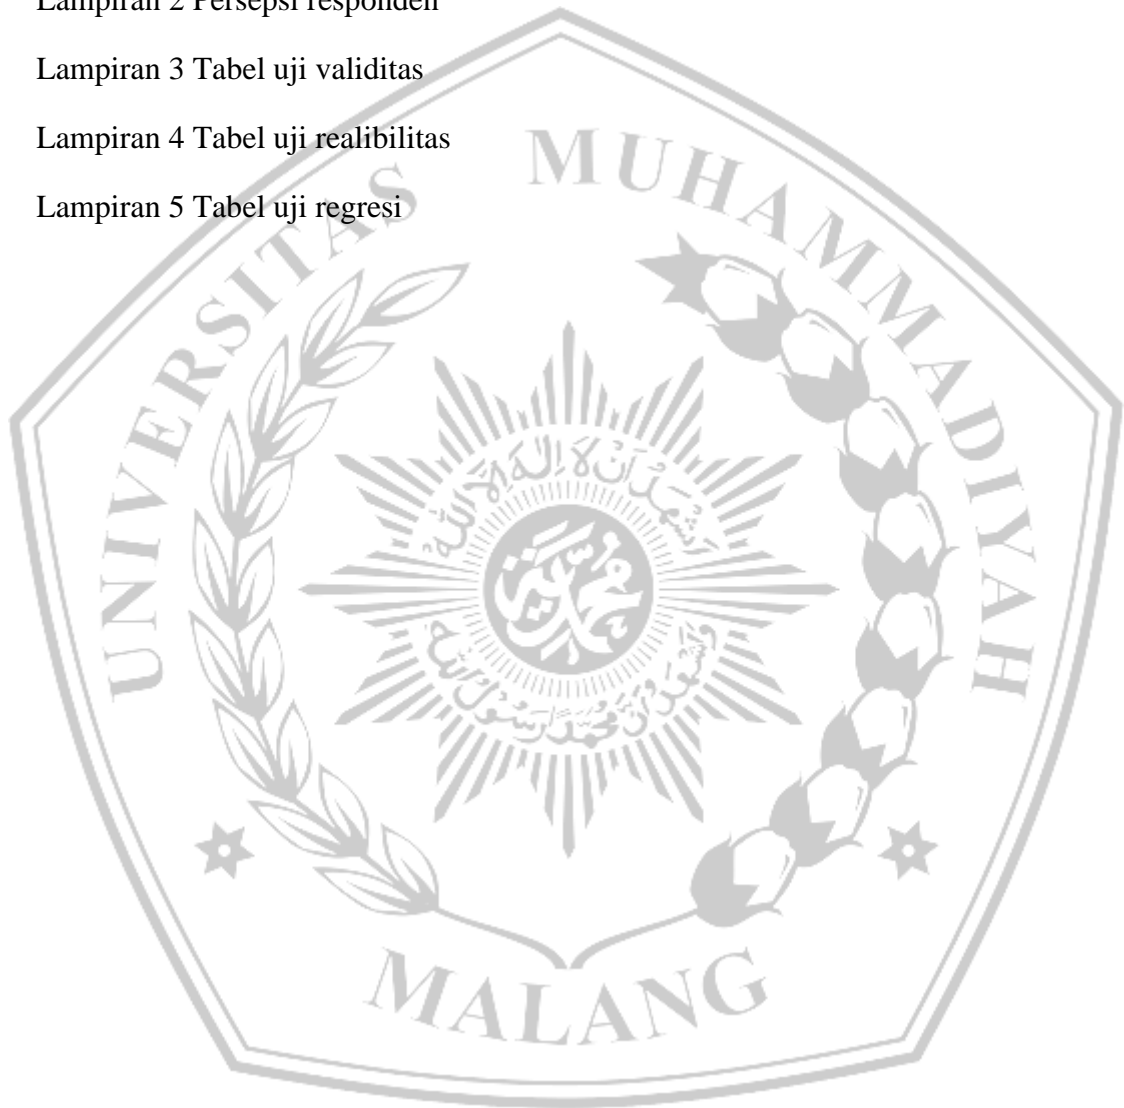 Lampiran 2 Persepsi responden
Lampiran 3 Tabel uji validitas
Lampiran 4 Tabel uji realibilitas
Lampiran 5 Tabel uji regresi
UNIVERSITAS MUHAMMADIYAH
MALANG